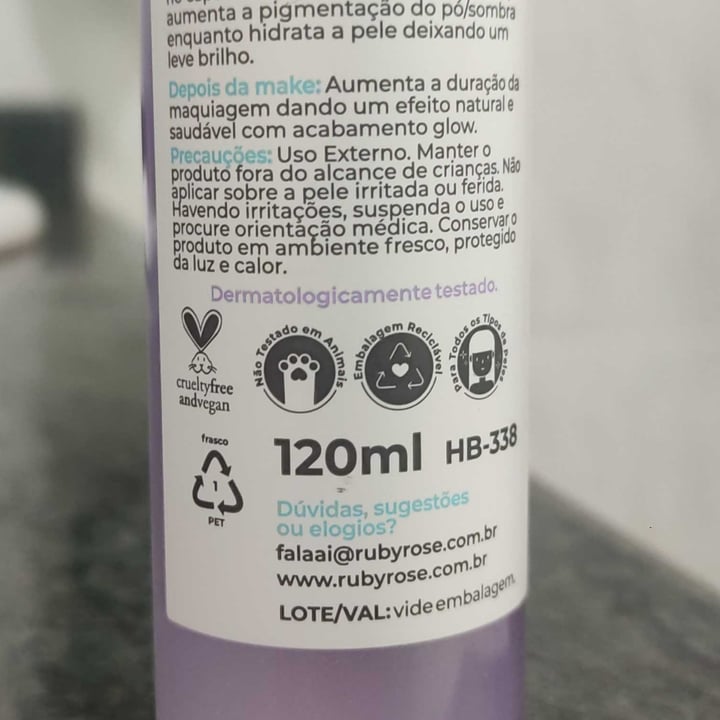 aumenta a pigmentação do pó/sombra
enquanto hidrata a pele deixando um
leve brilho.
Depois da make: Aumenta a duração da
maquiagem dando um efeito natural e
saudável com acabamento glow.
Precauções: Uso Externo. Manter o
produto fora do alcance de crianças. Não
aplicar sobre a pele irritada ou ferida.
Havendo irritações, suspenda o uso e
procure orientação médica. Conservar o
produto em ambiente fresco, protegido
da luz e calor.
Dermatologicamente testado.
crueltyfree
andvegan
Não Testado em Animais
Embalagem Reciclável
Para Todos os Tipos de Peles
frasco
1
PET
120ml HB-338
Dúvidas, sugestões
ou elogios?
falaai@rubyrose.com.br
www.rubyrose.com.br
LOTE/VAL: vide embalagem.